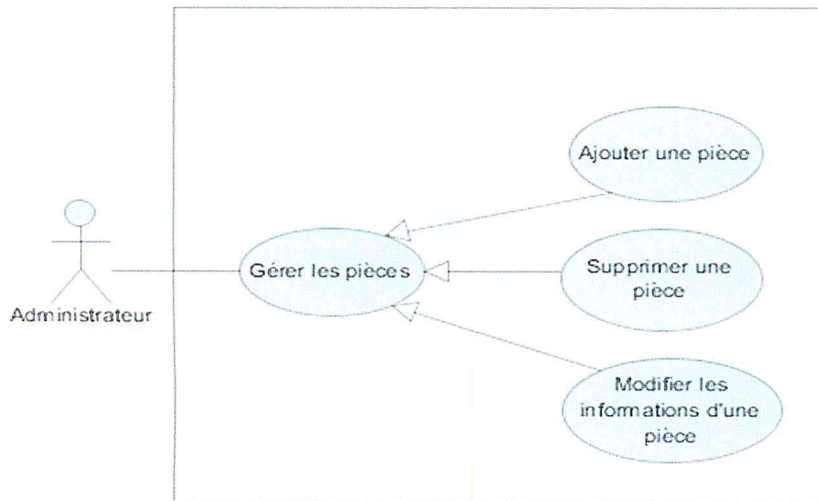 Ajouter une pièce
Gérer les pièces
Supprimer une
pièce
Administrateur
Modifier les
informations d'une
pièce